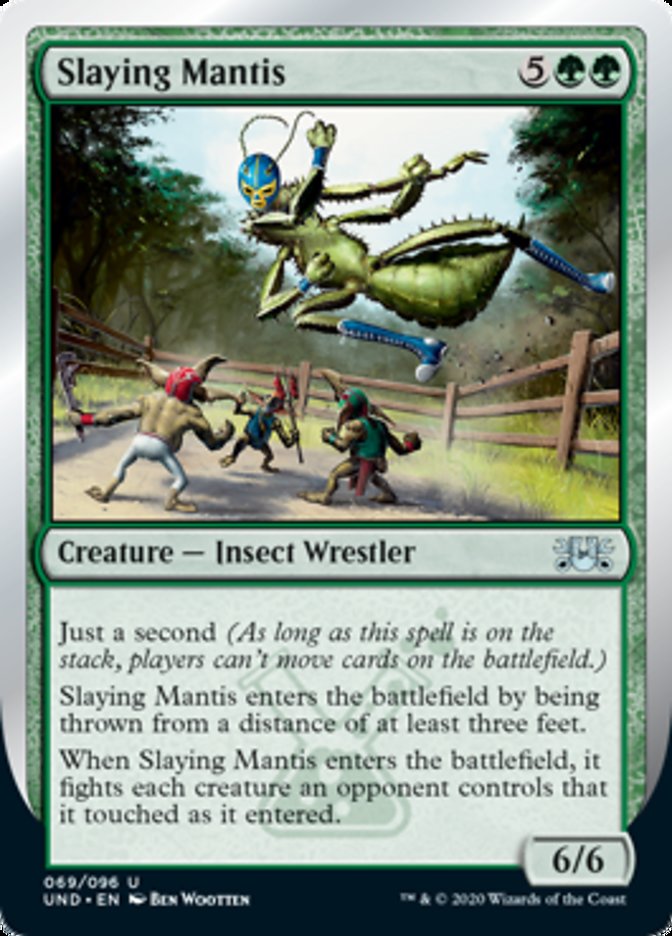 Slaying Mantis 5
Creature — Insect Wrestler
Just a second (As long as this spell is on the
stack, players can't move cards on the battlefield.)
Slaying Mantis enters the battlefield by being
thrown from a distance of at least three feet.
When Slaying Mantis enters the battlefield, it
fights each creature an opponent controls that
it touched as it entered.
6/6
069/096 U
UND • EN Ben Wootten
™ & © 2020 Wizards of the Coast